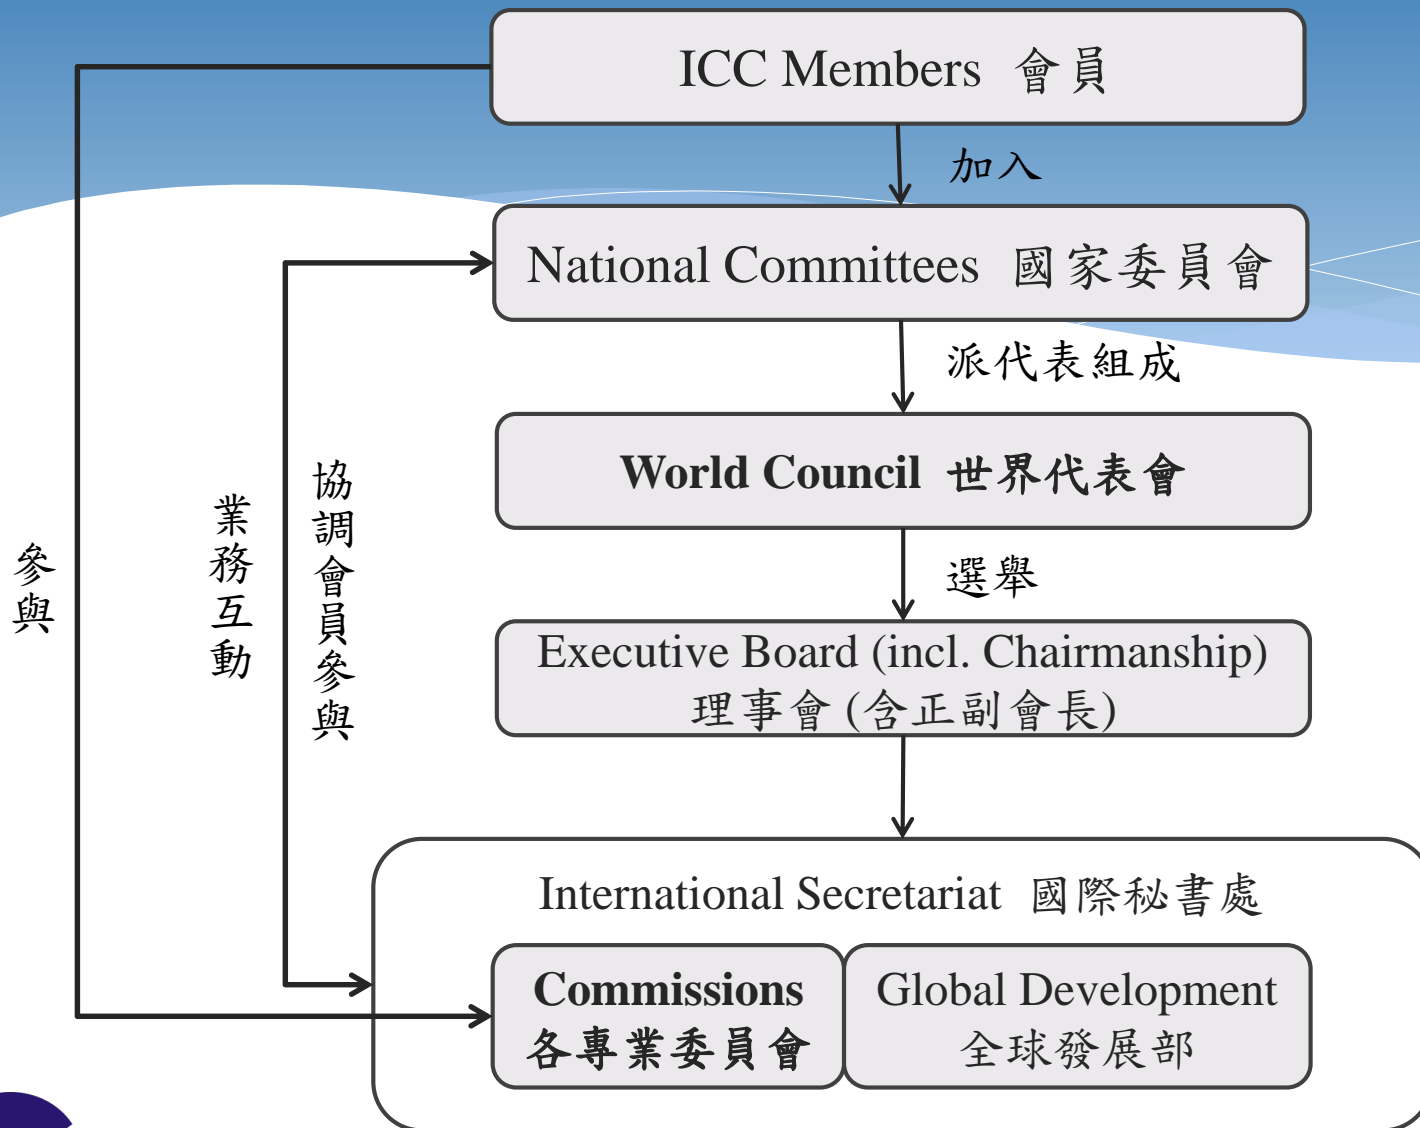 ICC Members 會員
加入
National Committees 國家委員會
派代表組成
World Council 世界代表會
選舉
Executive Board (incl. Chairmanship)
理事會 (含正副會長)
參與
業務互動
協調會員參與
International Secretariat 國際秘書處
Commissions
各專業委員會
Global Development
全球發展部